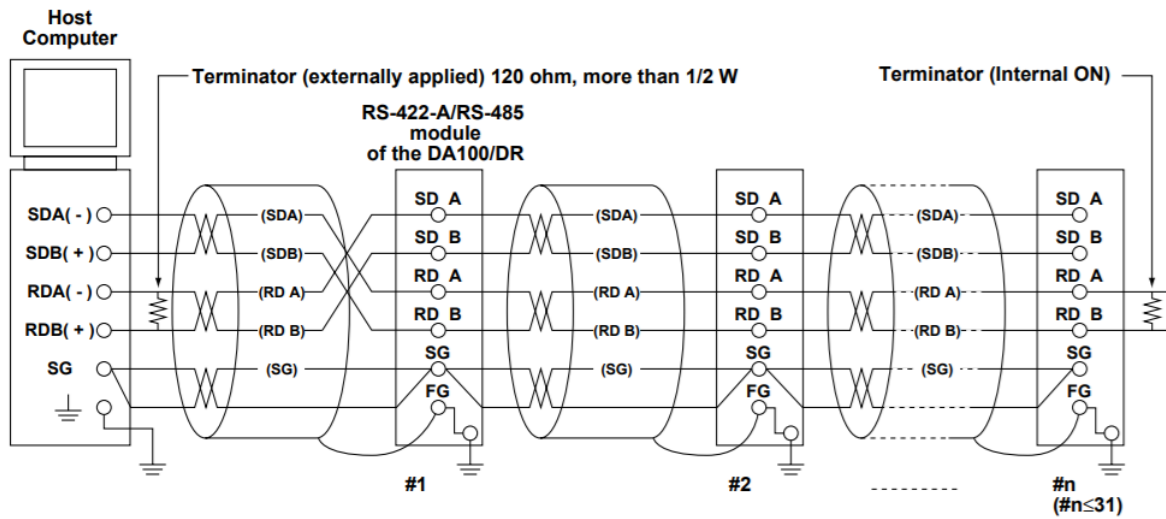 Host
Computer
Terminator (externally applied) 120 ohm, more than 1/2 W
Terminator (Internal ON)
RS-422-A/RS-485
module
of the DA100/DR
SDA( - )
SDB( + )
RDA( - )
RDB( + )
SG
(SDA)
(SDB)
(RD A)
(RD B)
(SG)
SD A
SD B
RD A
RD B
SG
FG
(SDA)
(SDB)
(RD A)
(RD B)
(SG)
SD A
SD B
RD A
RD B
SG
FG
(SDA)
(SDB)
(RD A)
(RD B)
(SG)
SD A
SD B
RD A
RD B
SG
FG
#1
#2
#n
(#n≤31)